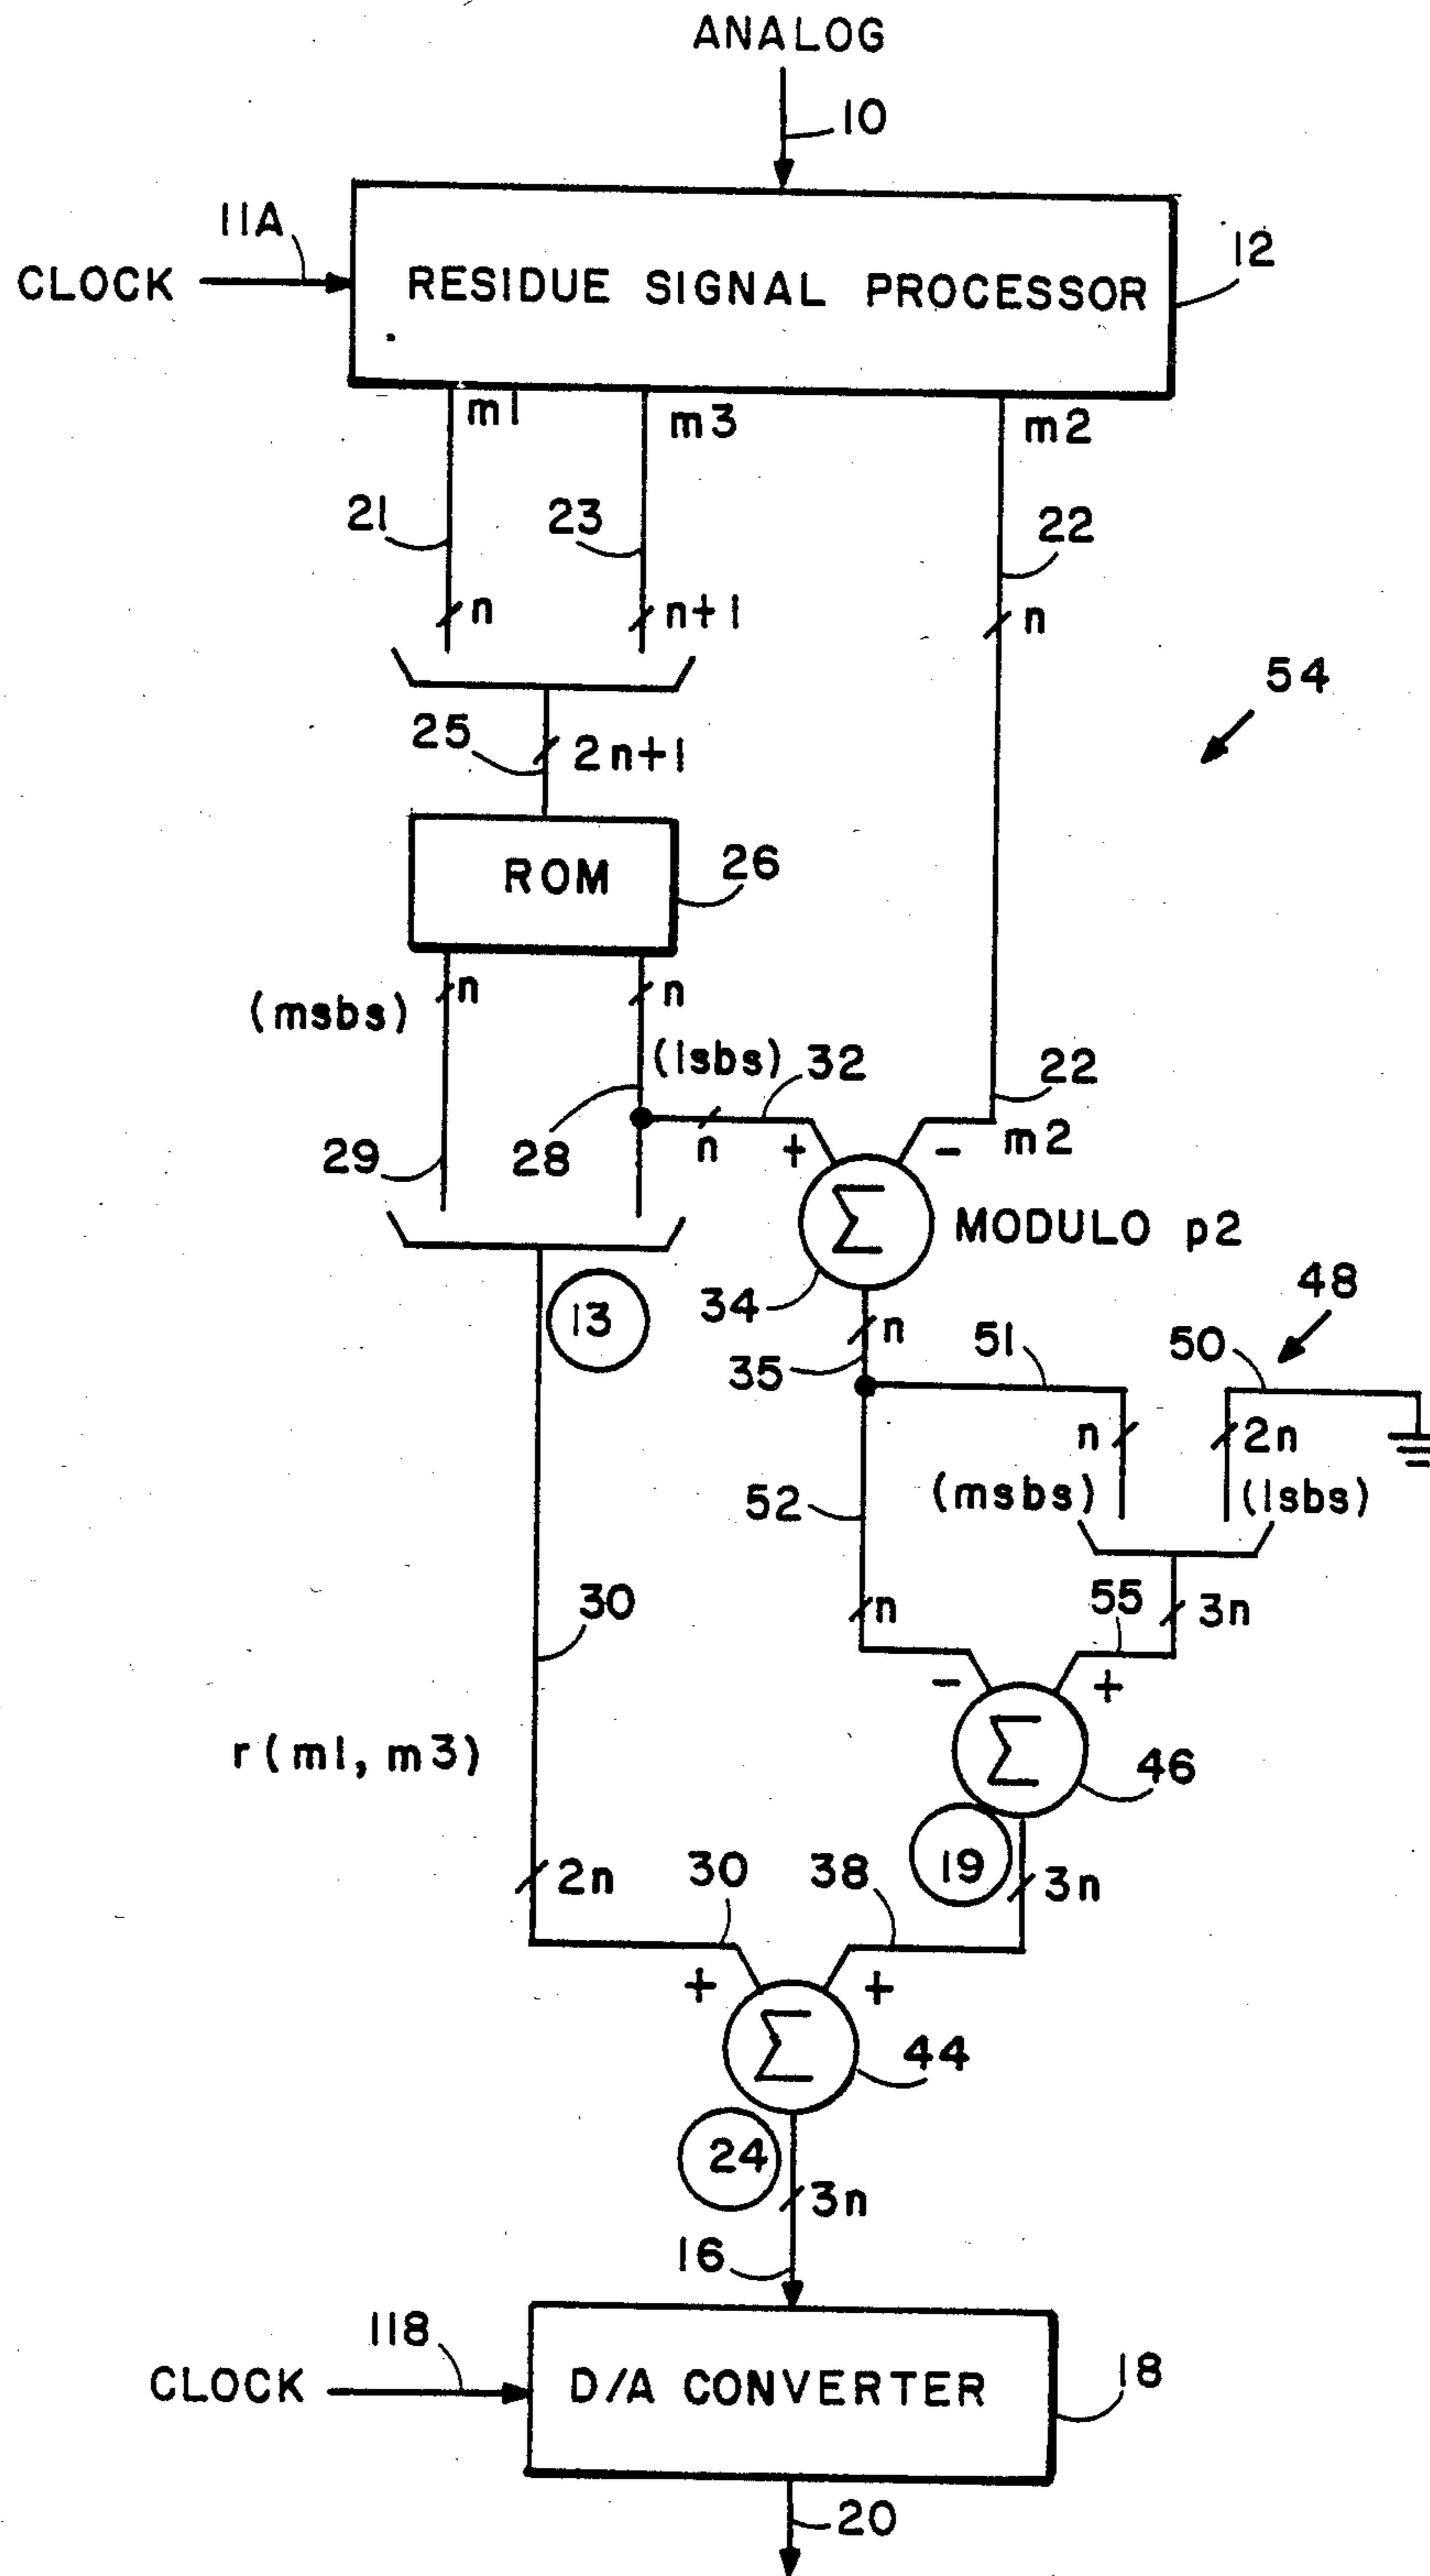 ANALOG
10
11A
CLOCK
RESIDUE SIGNAL PROCESSOR
12
m1
m3
m2
21
23
22
n
n+1
n
54
25
2n+1
ROM
26
(msbs)
n
n
(lsbs)
32
22
29
28
n
+
-
m2
Σ
MODULO p2
13
34
48
n
35
51
50
n
2n
(msbs)
(lsbs)
52
30
n
55
3n
-
+
r(m1, m3)
Σ
46
19
3n
2n
30
38
+
+
Σ
44
24
3n
16
118
CLOCK
D/A CONVERTER
18
20